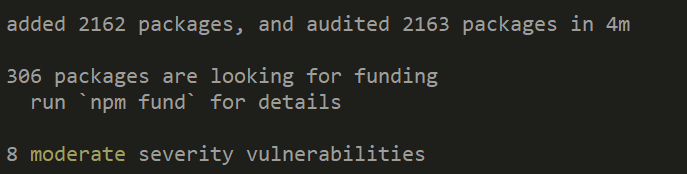 added 2162 packages, and audited 2163 packages in 4m
306 packages are looking for funding
run `npm fund` for details
8 moderate severity vulnerabilities